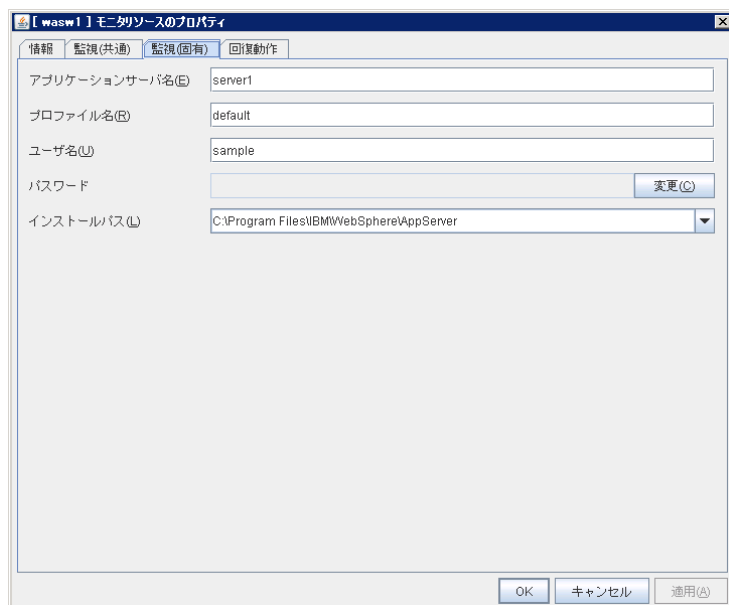 [ wasw1 ] モニタリソースのプロパティ
情報 監視(共通) 監視(固有) 回復動作
アプリケーションサーバ名(E) server1
プロファイル名(R) default
ユーザ名(U) sample
パスワード 変更(C)
インストールパス(L) C:\Program Files\IBM\WebSphere\AppServer
OK キャンセル 適用(A)